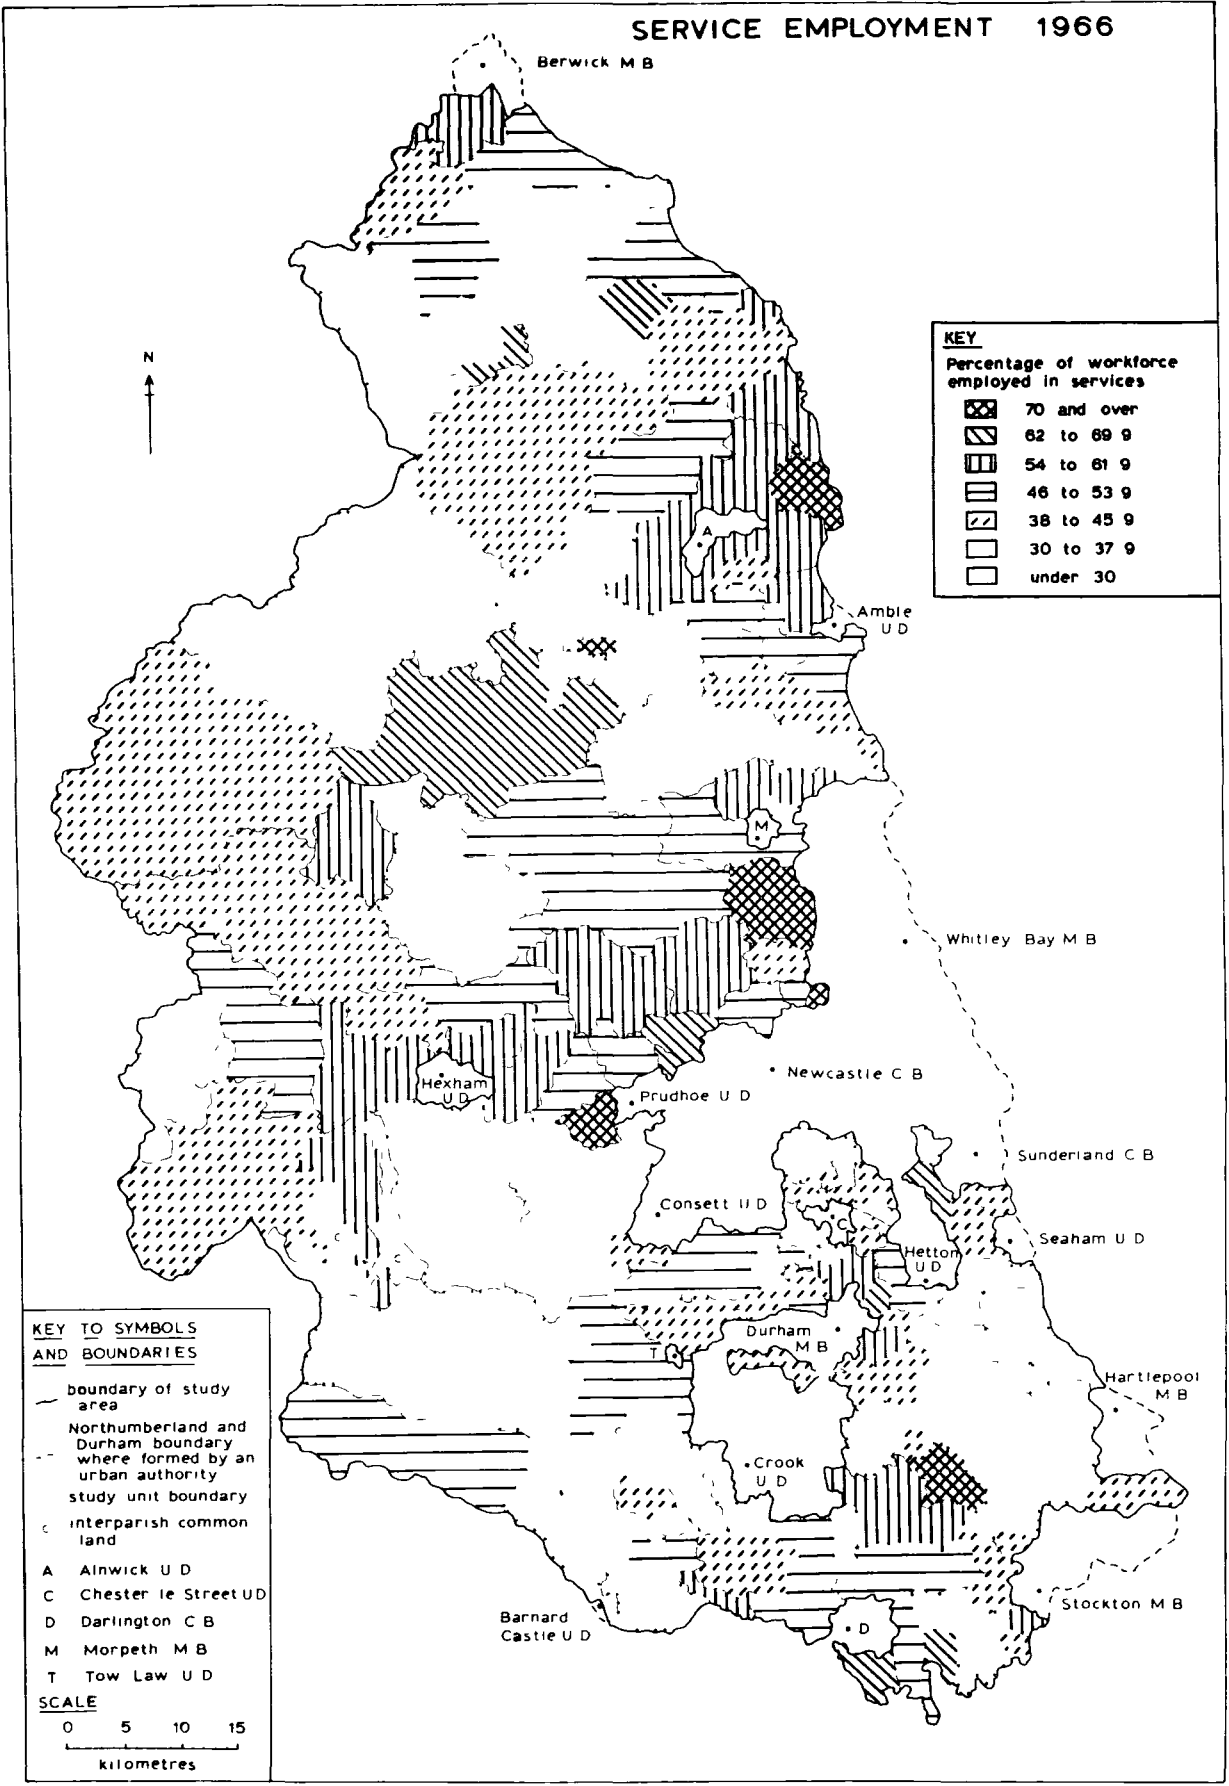 SERVICE EMPLOYMENT 1966
Berwick M B
N
KEY
Percentage of workforce
employed in services
70 and over
62 to 69 9
54 to 61 9
46 to 53 9
38 to 45 9
30 to 37 9
under 30
A
Amble
U D
M
Whitley Bay M B
Newcastle C B
Hexham
U D
Prudhoe U D
Sunderland C B
Consett U D
C
Seaham U D
Hetton
U D
Durham
M B
T
Hartlepool
M B
Crook
U D
Stockton M B
Barnard
Castle U D
D
KEY TO SYMBOLS
AND BOUNDARIES
boundary of study
area
Northumberland and
Durham boundary
where formed by an
urban authority
study unit boundary
interparish common
land
A Alnwick U D
C Chester le Street U D
D Darlington C B
M Morpeth M B
T Tow Law U D
SCALE
0 5 10 15
kilometres